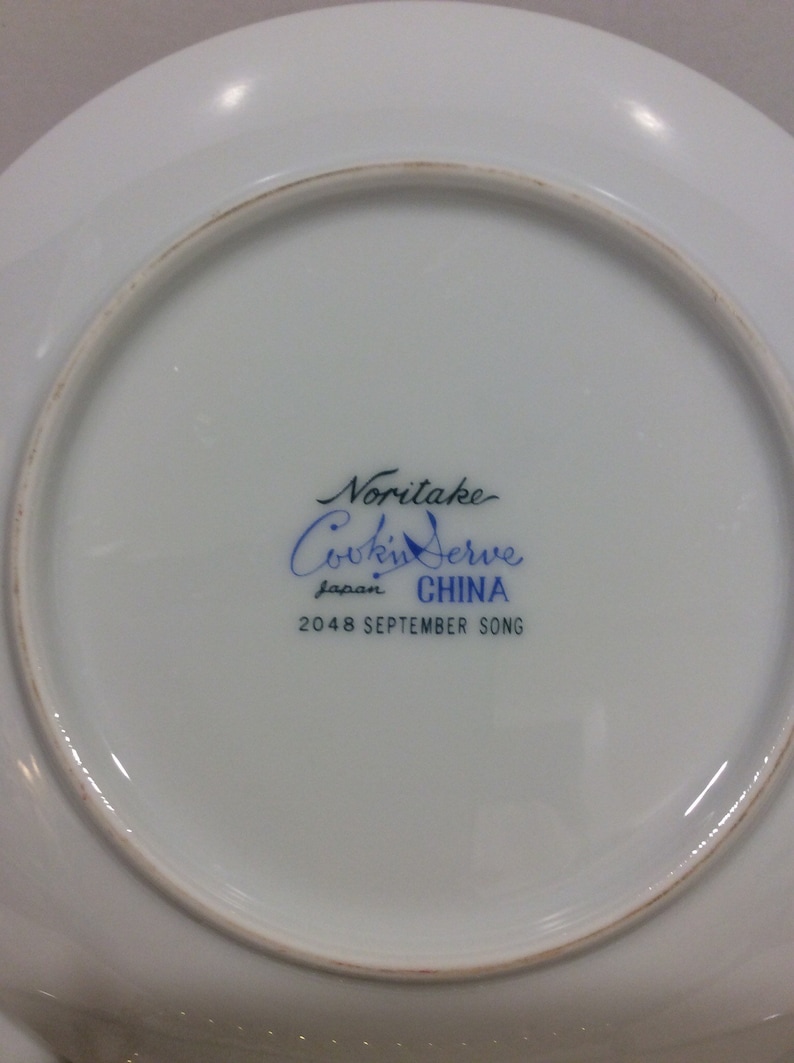 Noritake
Cook'n Serve
Japan CHINA
2048 SEPTEMBER SONG